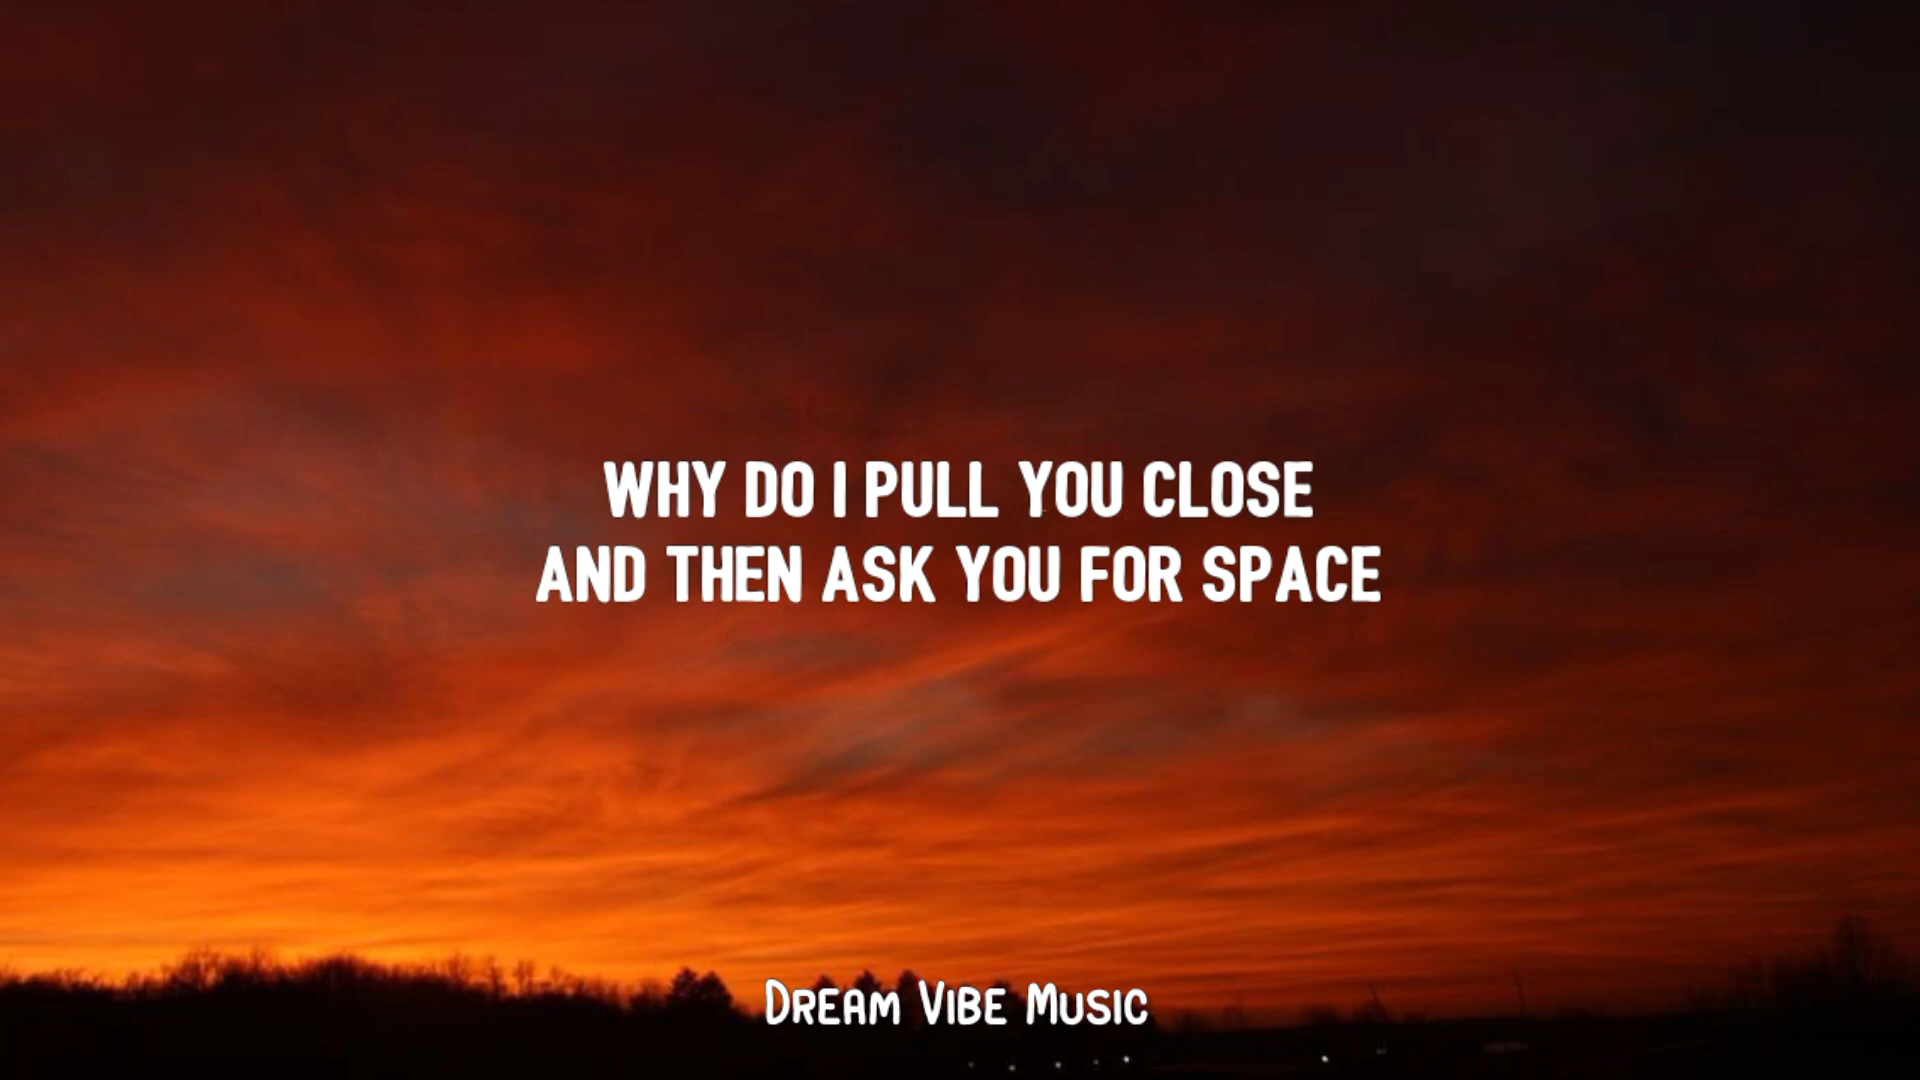 WHY DO I PULL YOU CLOSE
AND THEN ASK YOU FOR SPACE
DREAM VIBE MUSIC